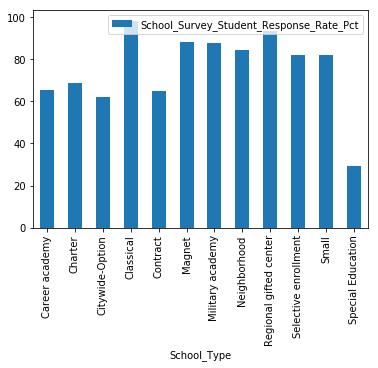 School_Survey_Student_Response_Rate_Pct
100
80
60
40
20
0
Career academy
Charter
Citywide-Option
Classical
Contract
Magnet
Military academy
Neighborhood
Regional gifted center
Selective enrollment
Small
Special Education
School_Type